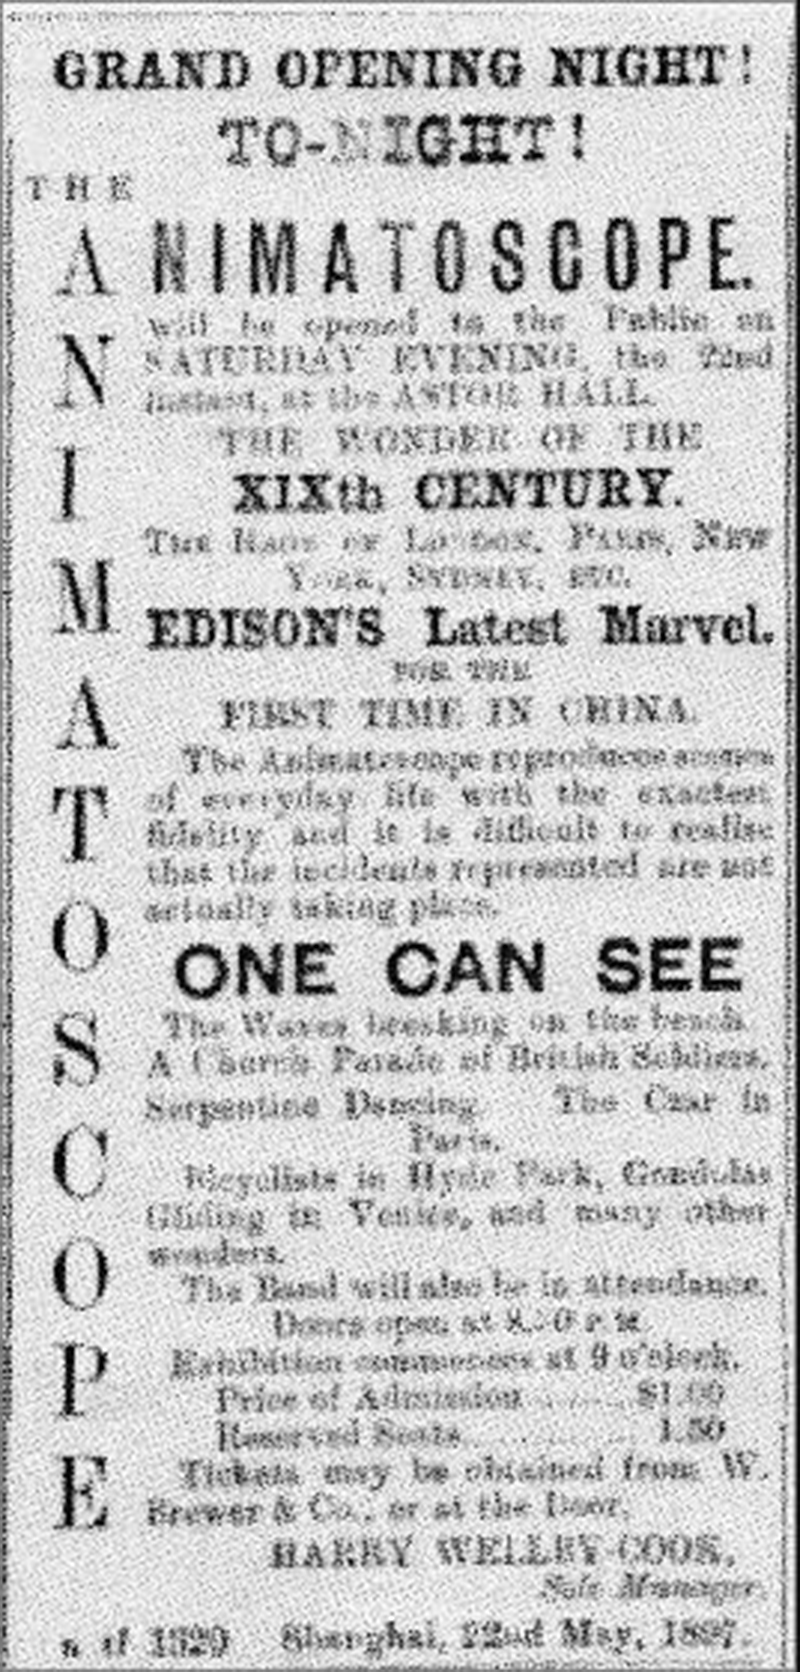 GRAND OPENING NIGHT!
TO-NIGHT!
THE
ANIMATOSCOPE.
ANIMATOSCOPE
will be opened to the Public on
SATURDAY EVENING, the 22nd
instant, at the ASTOR HALL.
THE WONDER OF THE
XIXth CENTURY.
THE RAGE OF LONDON, PARIS, NEW
YORK, SYDNEY, ETC.
EDISON'S Latest Marvel.
FOR THE
FIRST TIME IN CHINA.
The Animatoscope reproduces scenes
of everyday life with the exactest
fidelity and it is difficult to realise
that the incidents represented are not
actually taking place.
ONE CAN SEE
The Waves breaking on the beach.
A Church Parade of British Soldiers.
Serpentine Dancing. The Czar in
Paris.
Bicyclists in Hyde Park, Gondolas
Gliding in Venice, and many other
wonders.
The Band will also be in attendance.
Doors open at 8.30 P.M.
Exhibition commences at 9 o'clock.
Price of Admission ........ $1.00
Reserved Seats ............ 1.50
Tickets may be obtained from W.
Brewer & Co., or at the Door.
HARRY WELLBY-COOK,
Sole Manager.
1320 Shanghai, 22nd May, 1897.